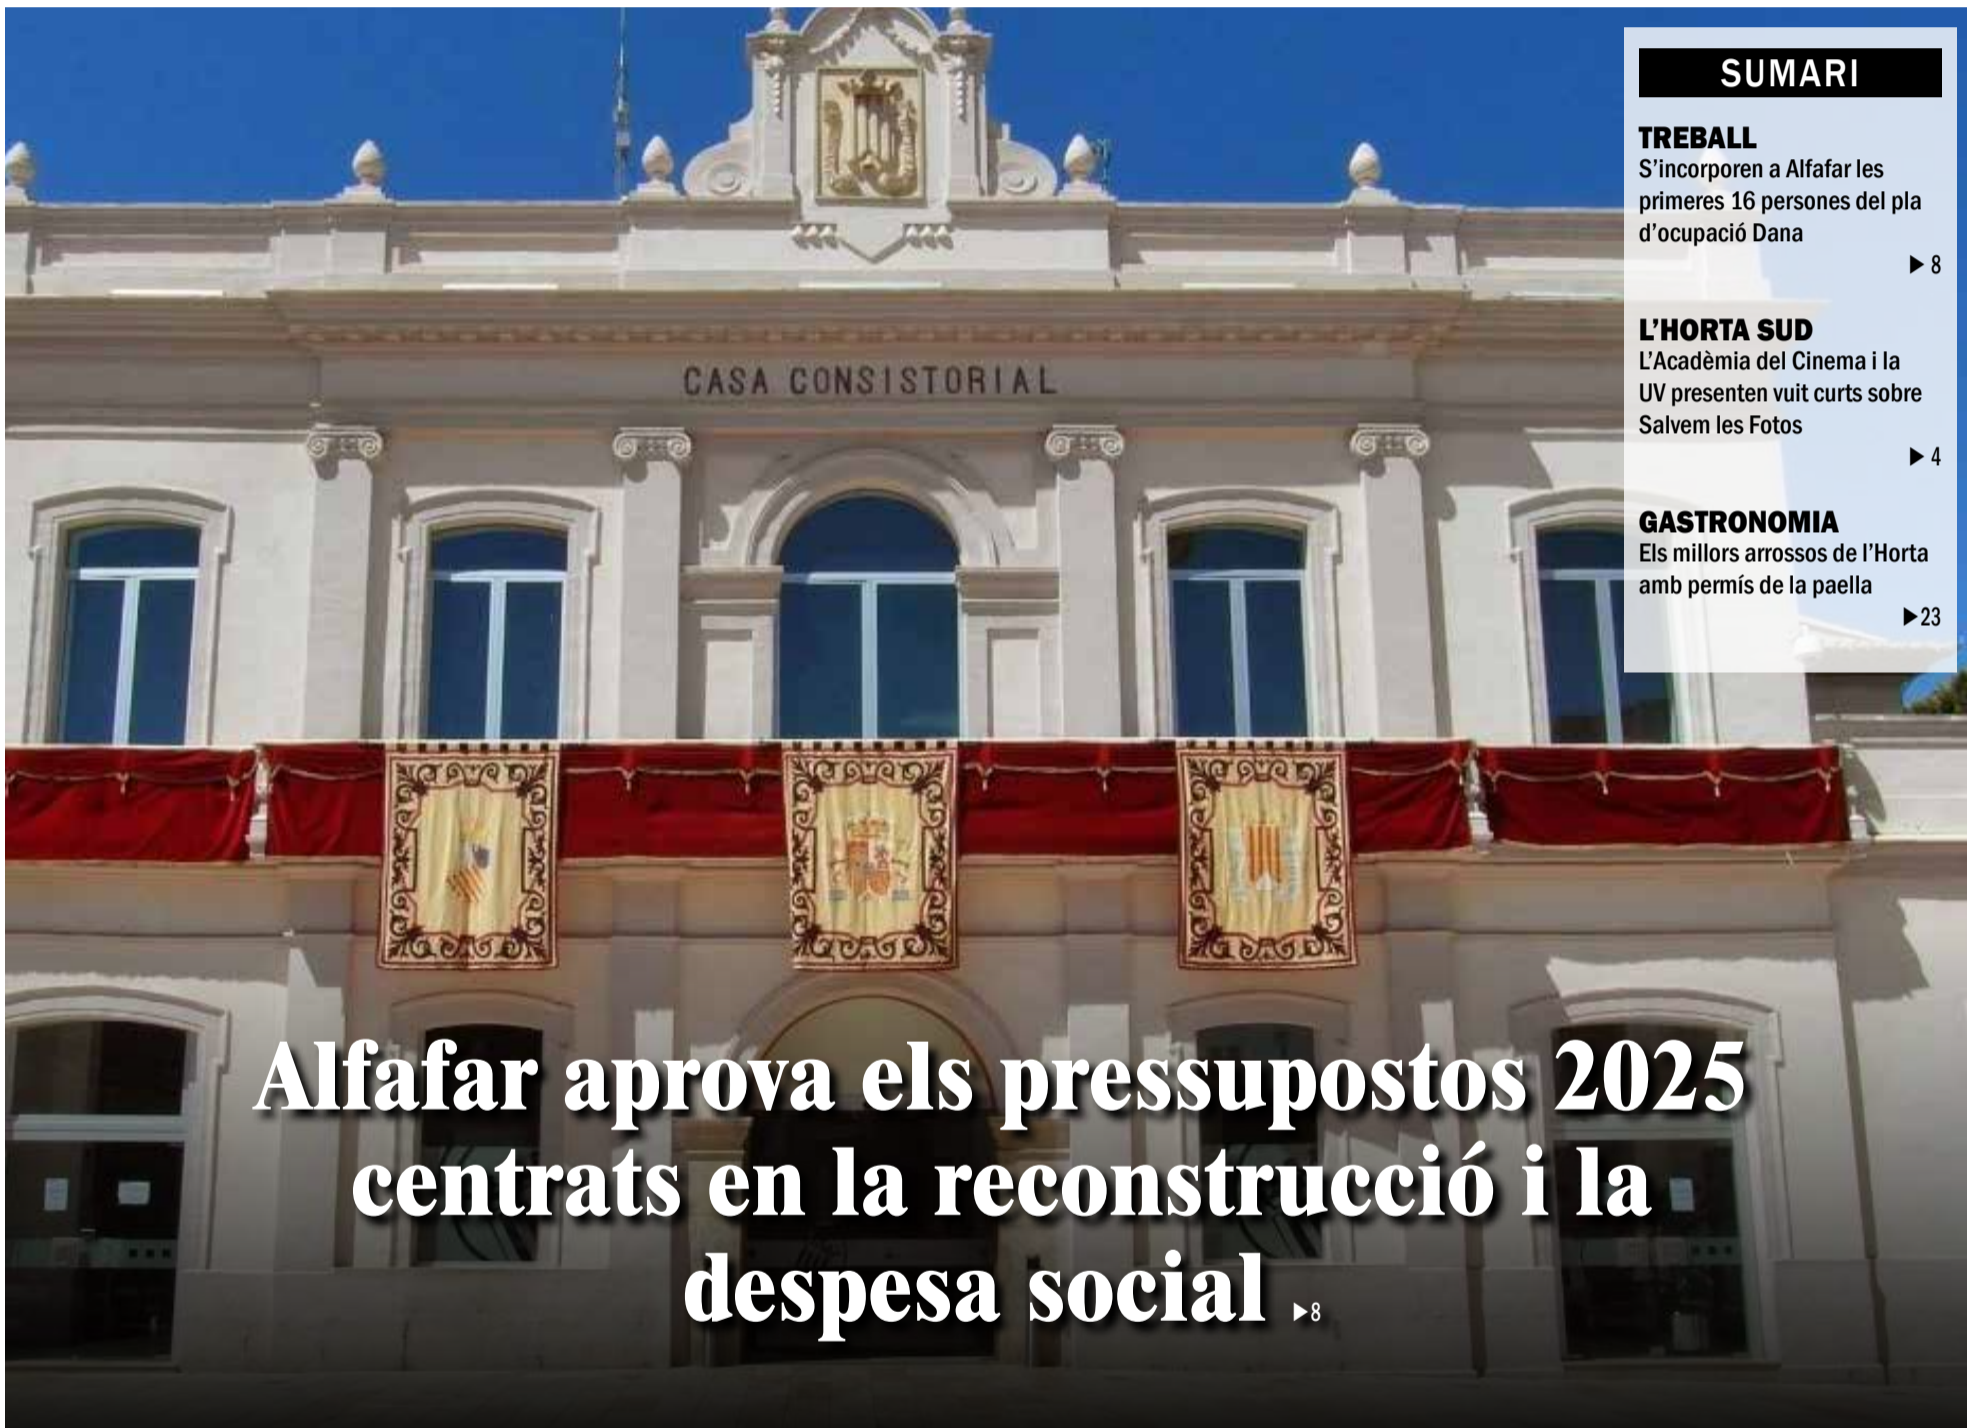 SUMARI
TREBALL
S'incorporen a Alfafar les
primeres 16 persones del pla
d'ocupació Dana
▶ 8
L'HORTA SUD
L'Acadèmia del Cinema i la
UV presenten vuit curts sobre
Salvem les Fotos
▶ 4
GASTRONOMIA
Els millors arrossos de l'Horta
amb permís de la paella
▶23
CASA CONSISTORIAL
Alfafar aprova els pressupostos 2025
centrats en la reconstrucció i la
despesa social ▶8